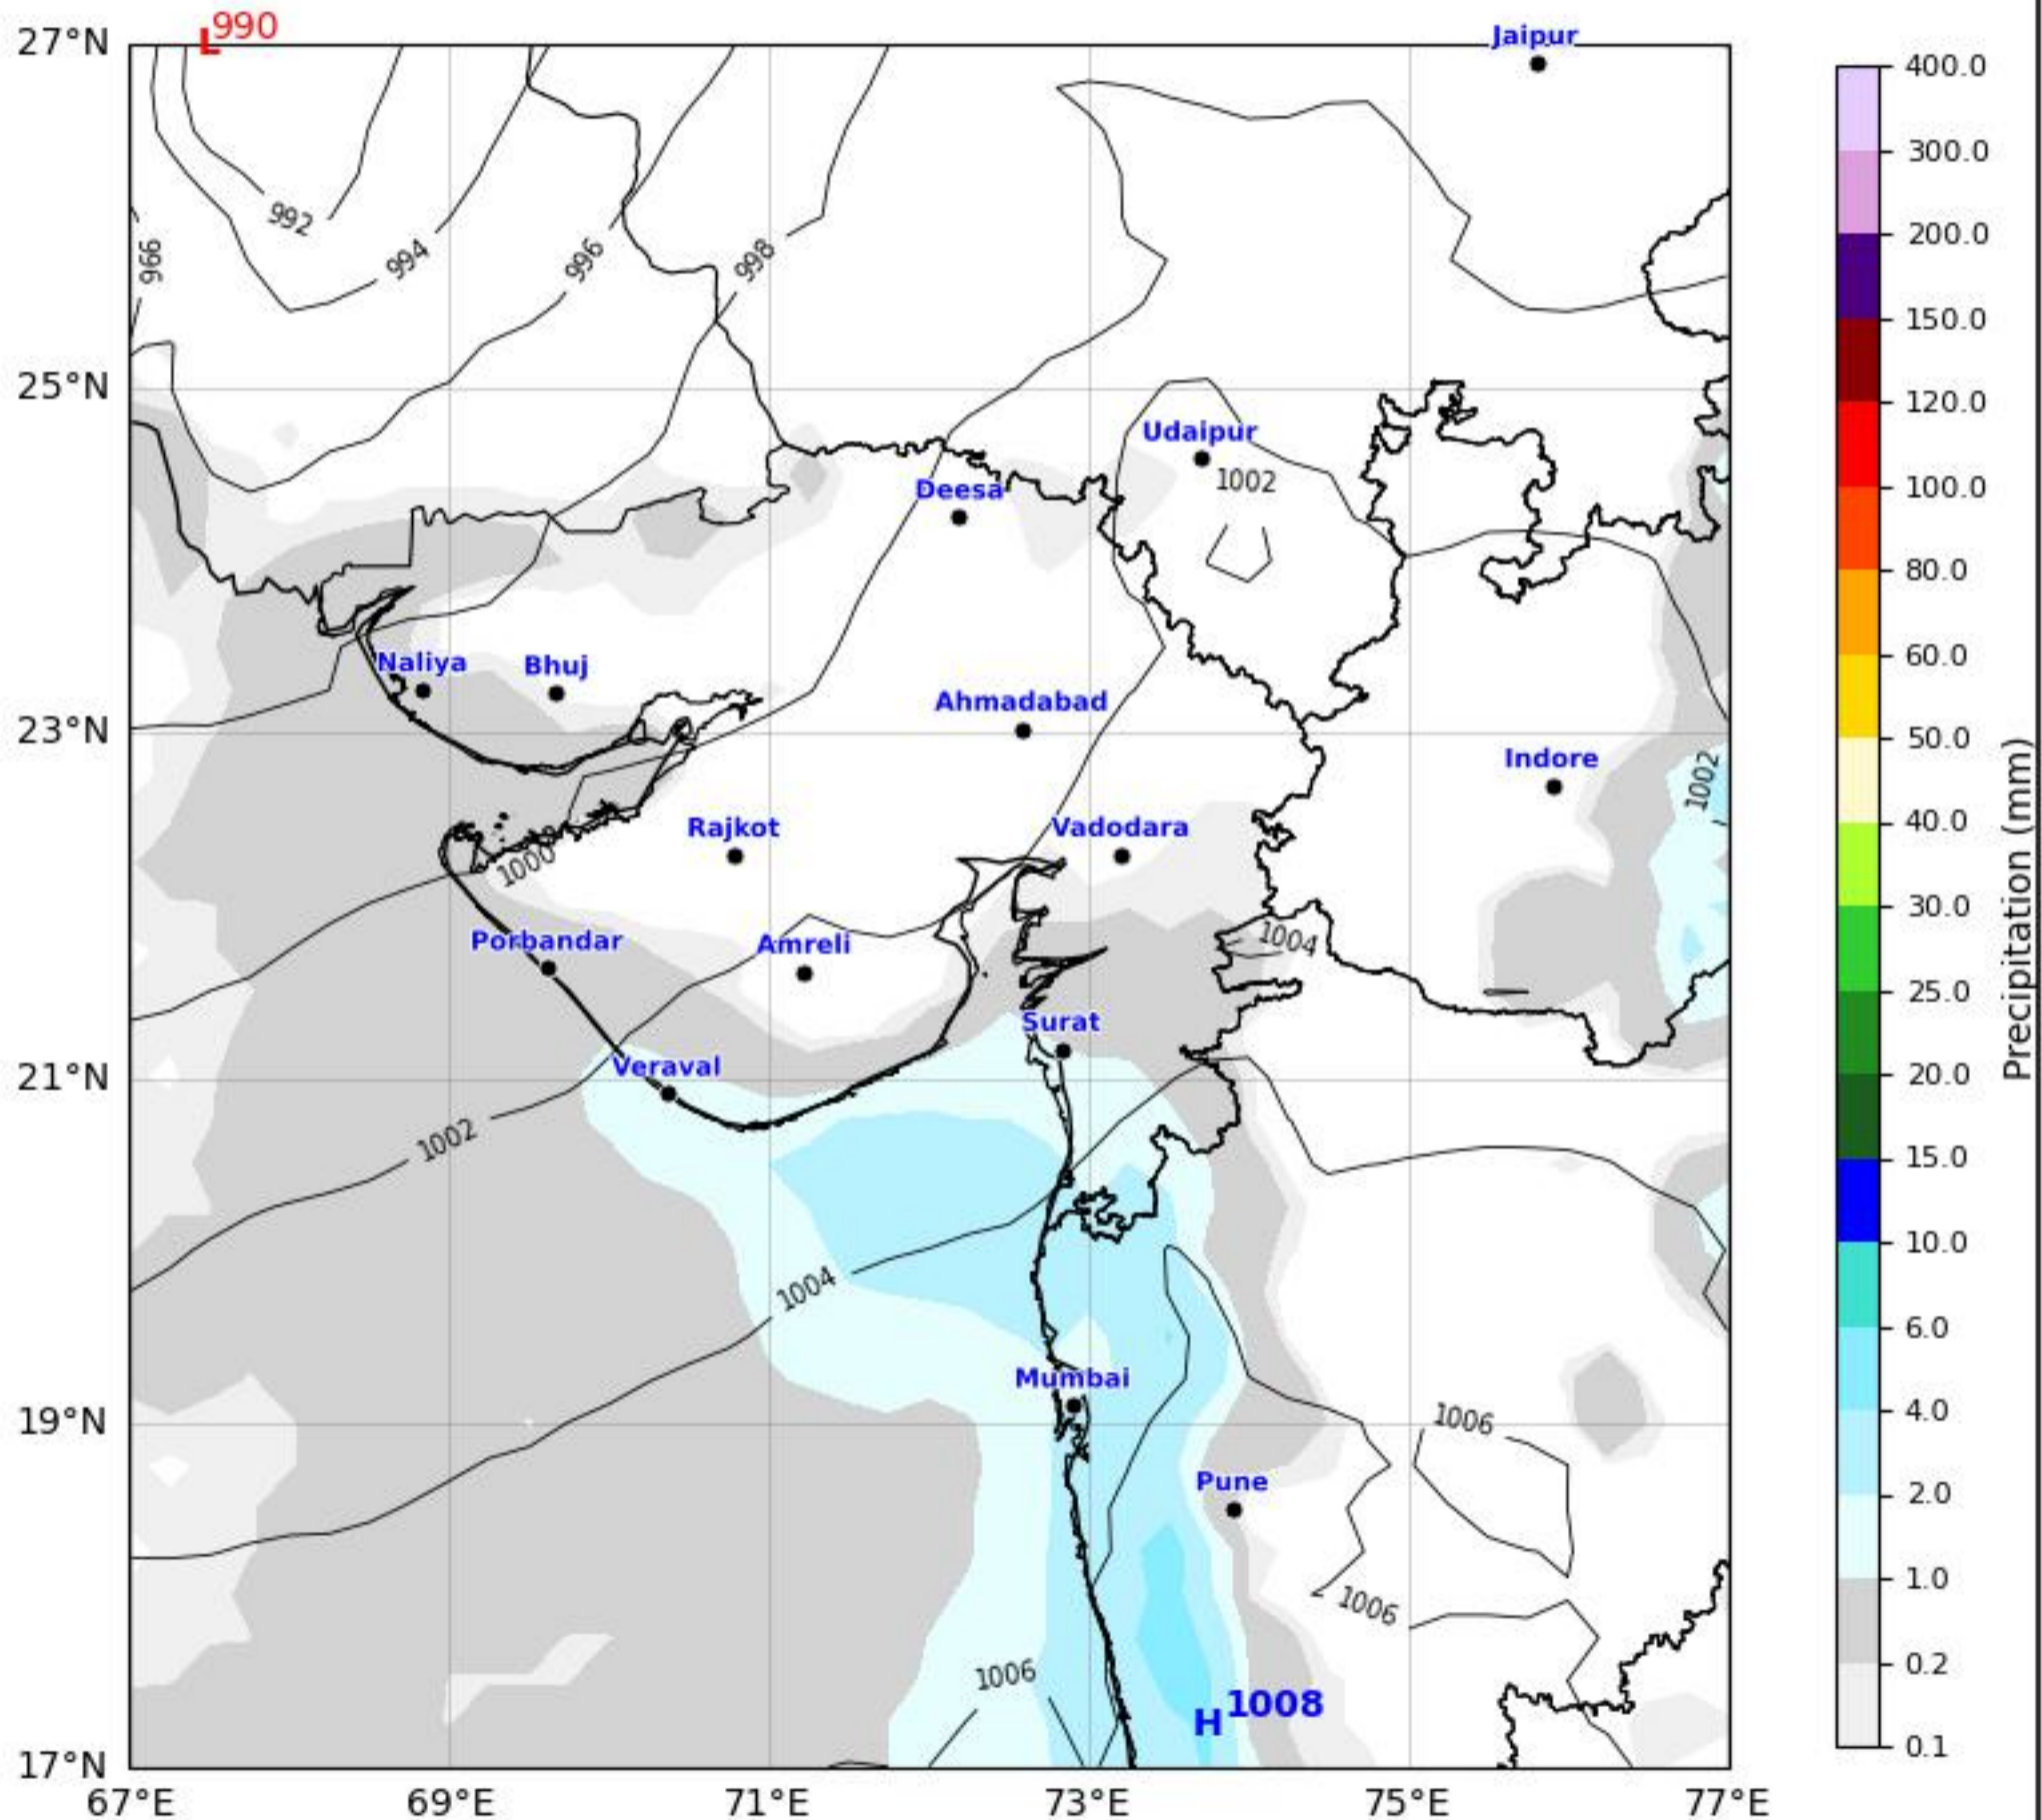 L990
27°N
Jaipur
400.0
300.0
992
994
996
998
966
200.0
150.0
25°N
120.0
Udaipur
1002
Deesa
100.0
80.0
Naliya
Bhuj
60.0
Ahmadabad
23°N
50.0
Indore
1002
Rajkot
Vadodara
40.0
1000
30.0
Porbandar
Amreli
1004
25.0
Surat
Veraval
21°N
20.0
Precipitation (mm)
1002
15.0
10.0
1004
6.0
Mumbai
19°N
1006
4.0
Pune
2.0
1006
1.0
1006
0.2
H1008
17°N
0.1
67°E
69°E
71°E
73°E
75°E
77°E